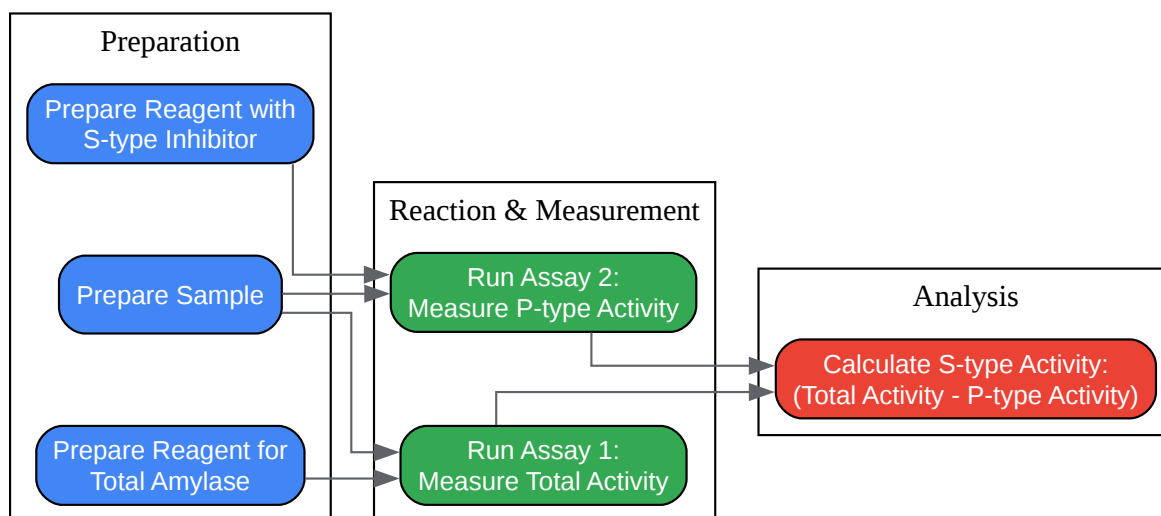 Preparation
Prepare Reagent with
S-type Inhibitor
Prepare Sample
Prepare Reagent for
Total Amylase
Reaction & Measurement
Run Assay 2:
Measure P-type Activity
Run Assay 1:
Measure Total Activity
Analysis
Calculate S-type Activity:
(Total Activity - P-type Activity)